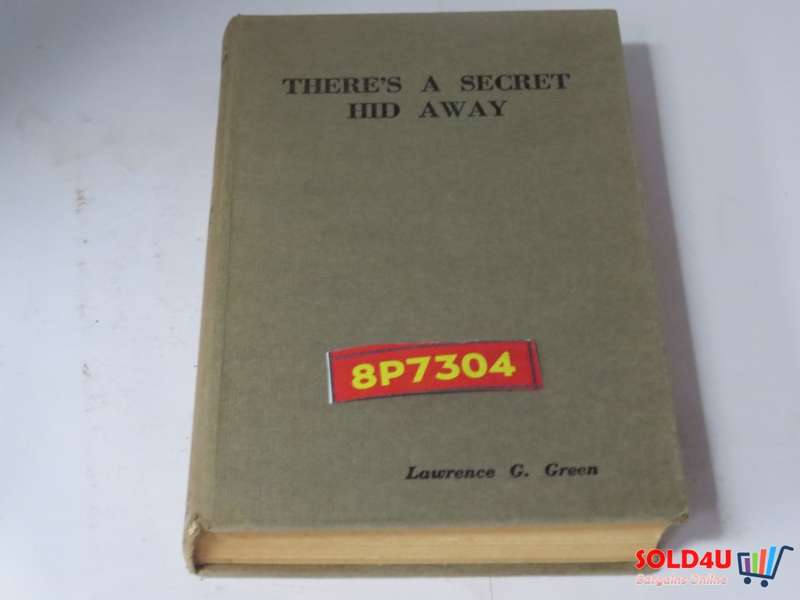 THERE'S A SECRET
HID AWAY
8P7304
Lawrence G. Green
SOLD4U
Bargains Online